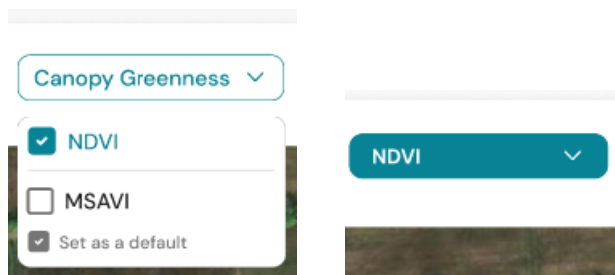 Canopy Greenness
NDVI
MSAVI
Set as a default
NDVI